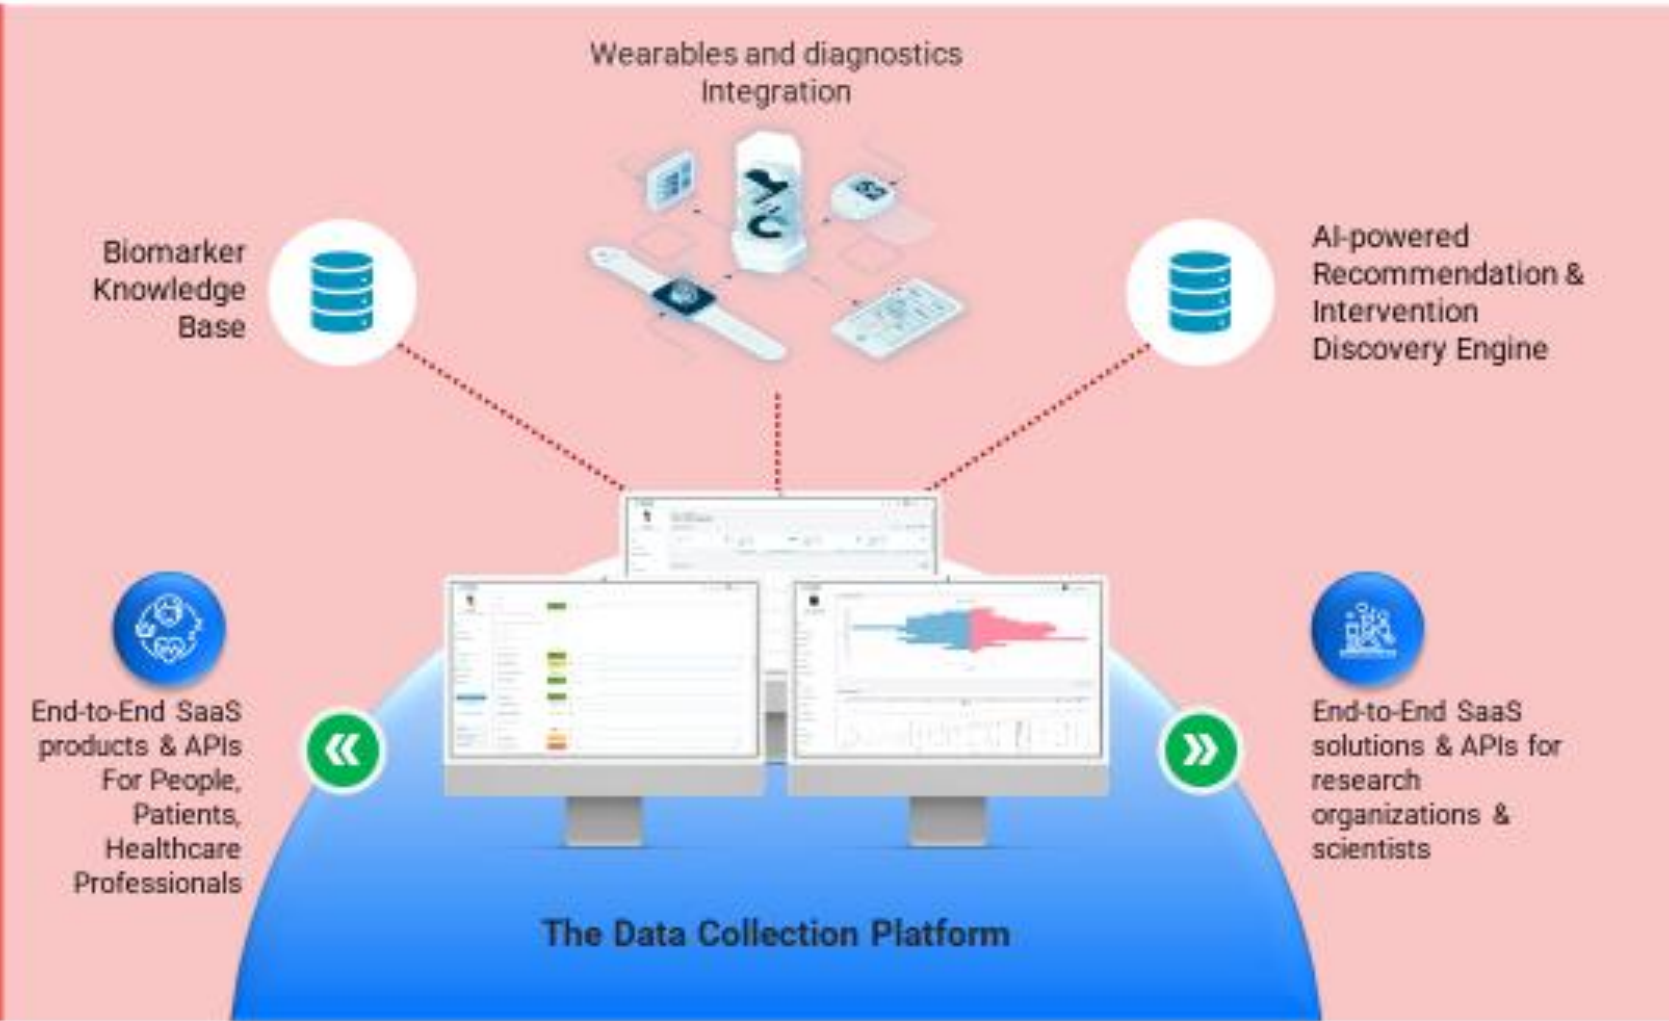 Wearables and diagnostics
Integration
Biomarker
Knowledge
Base
AI-powered
Recommendation &
Intervention
Discovery Engine
End-to-End SaaS
products & APIs
For People,
Patients,
Healthcare
Professionals
End-to-End SaaS
solutions & APIs for
research
organizations &
scientists
The Data Collection Platform